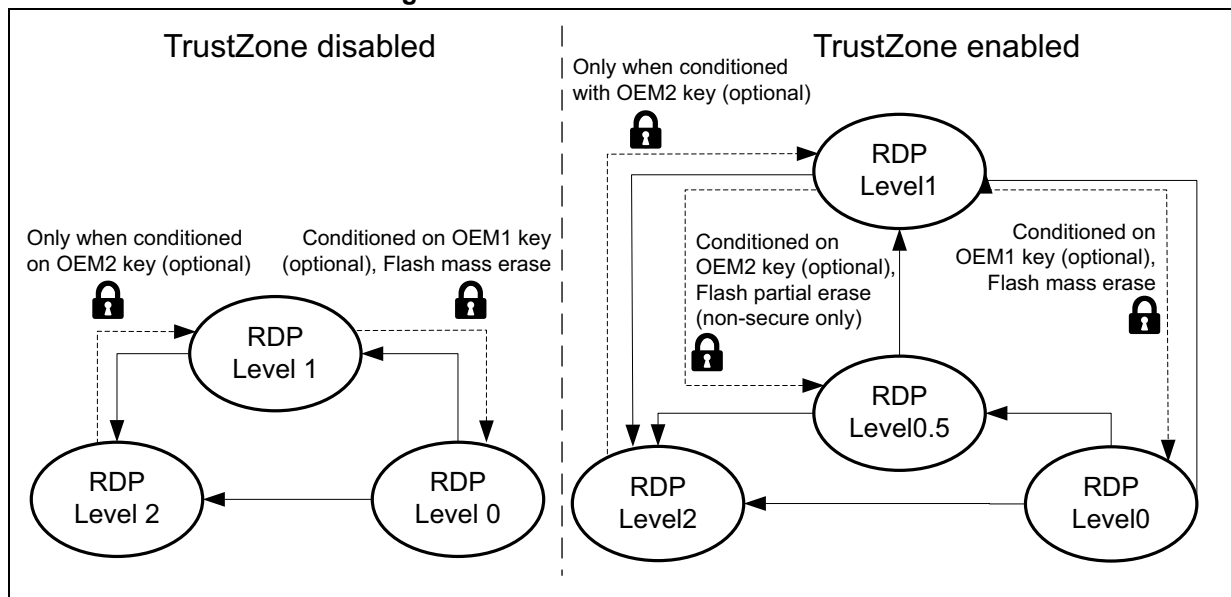 TrustZone disabled
Only when conditioned
on OEM2 key (optional)
Conditioned on OEM1 key
(optional), Flash mass erase
RDP
Level 1
RDP
Level 2
RDP
Level 0
TrustZone enabled
Only when conditioned
with OEM2 key (optional)
RDP
Level1
Conditioned on
OEM2 key (optional),
Flash partial erase
(non-secure only)
Conditioned on
OEM1 key (optional),
Flash mass erase
RDP
Level0.5
RDP
Level2
RDP
Level0